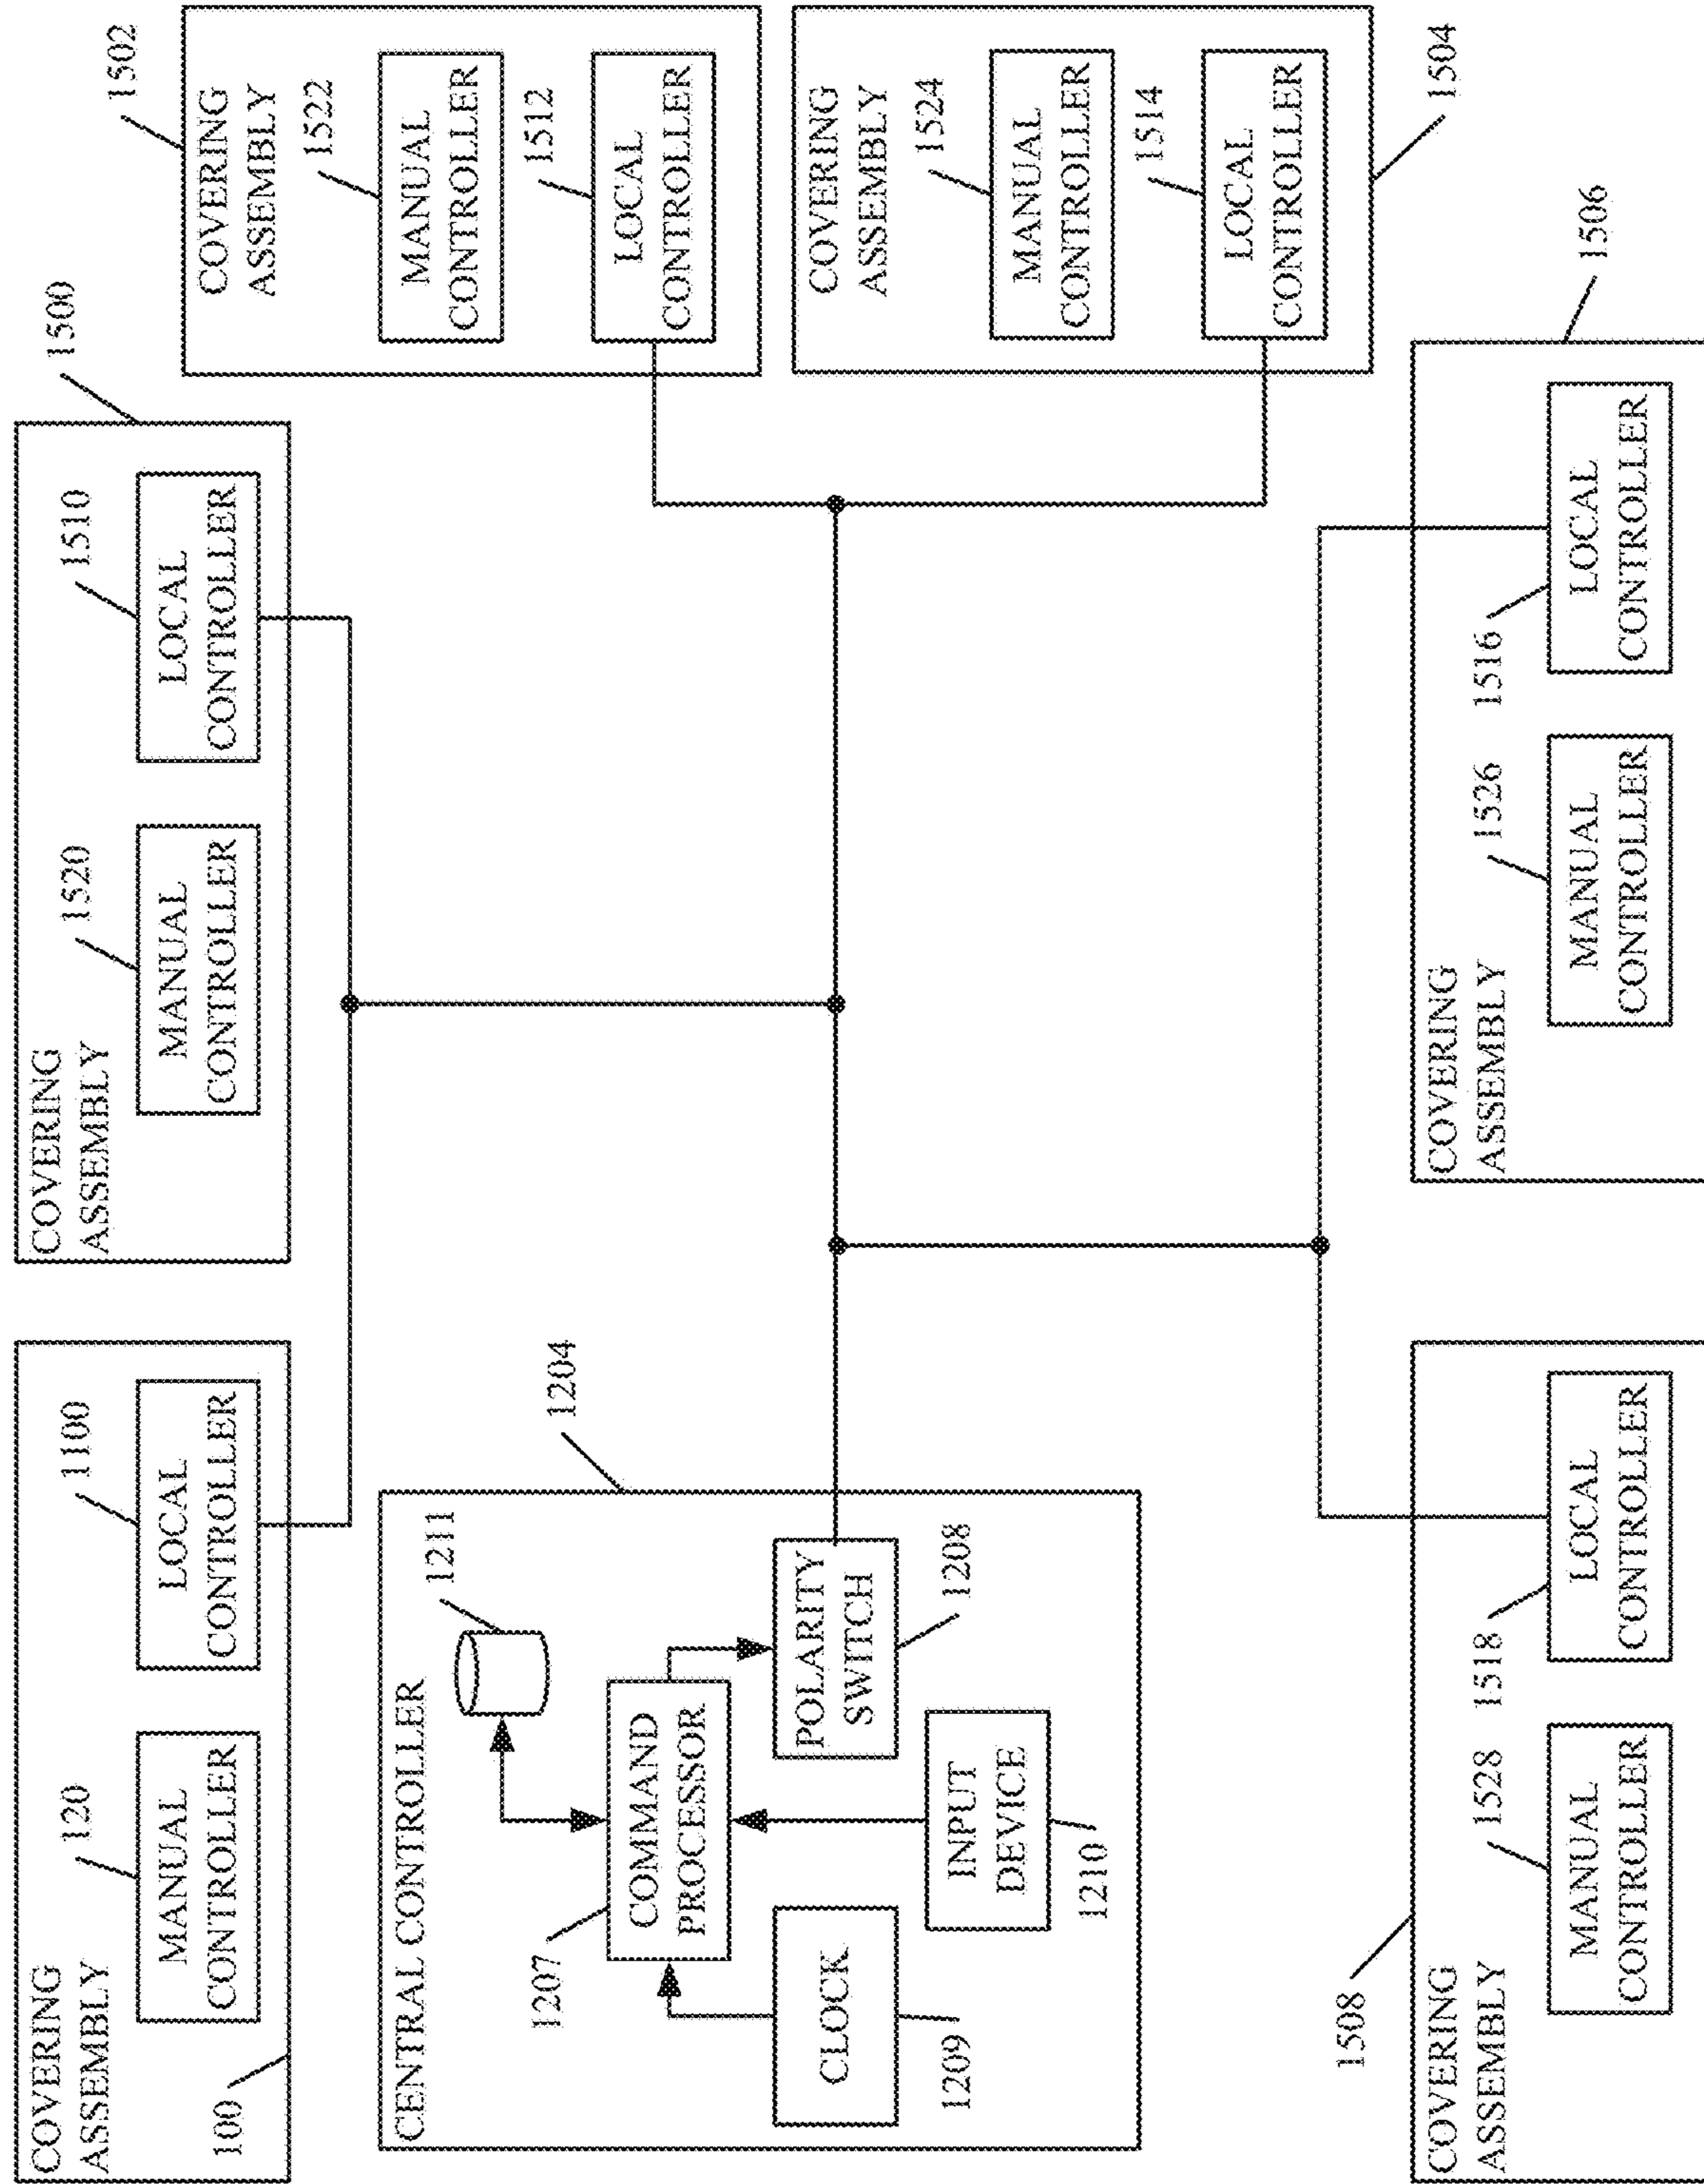 COVERING
ASSEMBLY
100
120
MANUAL
CONTROLLER
1100
LOCAL
CONTROLLER
COVERING
ASSEMBLY
1520
MANUAL
CONTROLLER
1510
LOCAL
CONTROLLER
1500
COVERING
ASSEMBLY
1502
1522
MANUAL
CONTROLLER
1512
LOCAL
CONTROLLER
COVERING
ASSEMBLY
1524
MANUAL
CONTROLLER
1514
LOCAL
CONTROLLER
1504
CENTRAL CONTROLLER
1204
1211
1207
COMMAND
PROCESSOR
POLARITY
SWITCH
1208
CLOCK
1209
INPUT
DEVICE
1210
1508
COVERING
ASSEMBLY
1528
MANUAL
CONTROLLER
1518
LOCAL
CONTROLLER
COVERING
ASSEMBLY
1526
MANUAL
CONTROLLER
1516
LOCAL
CONTROLLER
1506